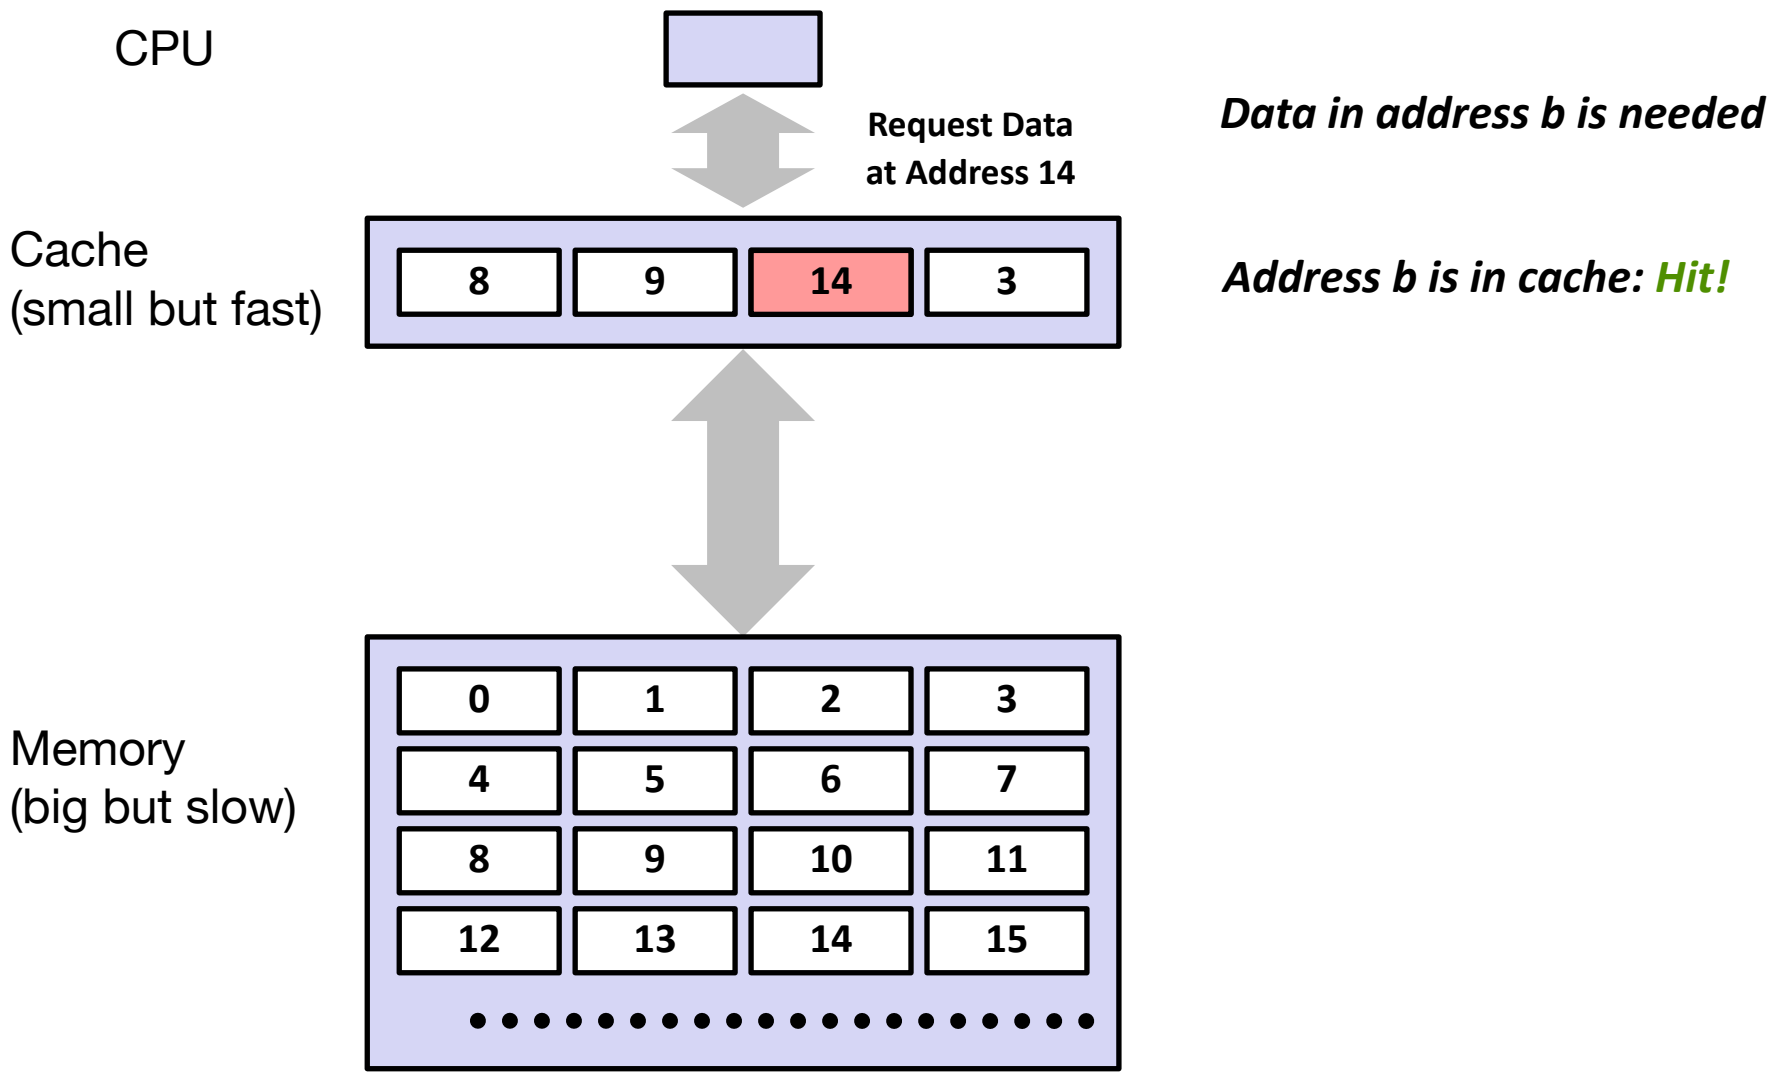 CPU
Request Data
at Address 14
Data in address b is needed
Cache
(small but fast)
8 9 14 3
Address b is in cache: Hit!
Memory
(big but slow)
0 1 2 3
4 5 6 7
8 9 10 11
12 13 14 15